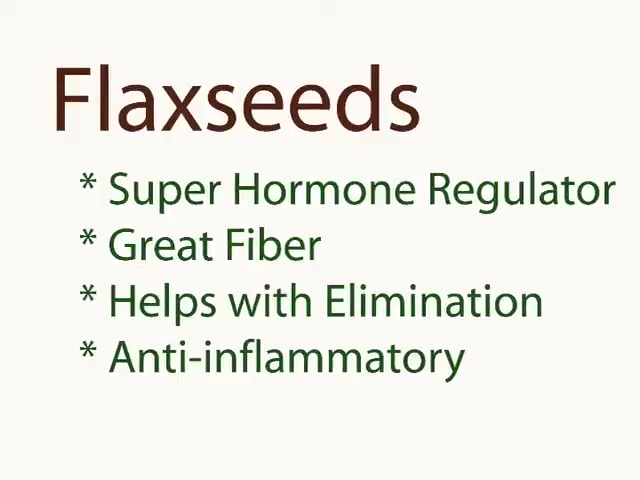 Flaxseeds
* Super Hormone Regulator
* Great Fiber
* Helps with Elimination
* Anti-inflammatory